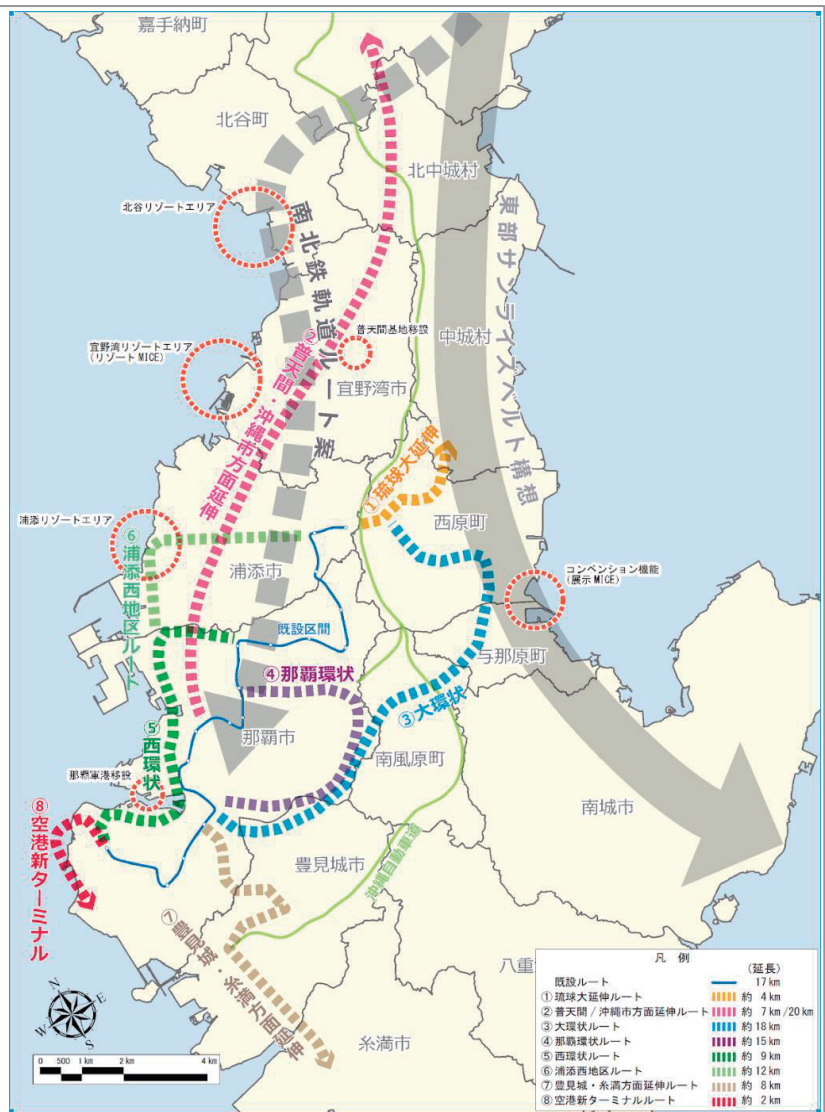 嘉手納町
北谷町
北中城村
北谷リゾートエリア
南北鉄軌道ルート案
東部サンライズベルト構想
宜野湾リゾートエリア
(リゾートMICE)
普天間基地移設
中城村
②普天間・沖縄市方面延伸
宜野湾市
①琉球大延伸
西原町
浦添リゾートエリア
⑥浦添西地区ルート
浦添市
コンベンション機能
(展示MICE)
既設区間
与那原町
④那覇環状
③大環状
⑤西環状
那覇市
南風原町
那覇軍港移設
南城市
⑧空港新ターミナル
豊見城市
沖縄自動車道
⑦豊見城・糸満方面延伸
八重
糸満市
N
W
E
S
0 500 1 km 2 km 4 km
凡 例
(延長)
既設ルート 17 km
①琉球大延伸ルート 約 4 km
②普天間/沖縄市方面延伸ルート 約 7 km/20 km
③大環状ルート 約18 km
④那覇環状ルート 約15 km
⑤西環状ルート 約 9 km
⑥浦添西地区ルート 約12 km
⑦豊見城・糸満方面延伸ルート 約 8 km
⑧空港新ターミナルルート 約 2 km